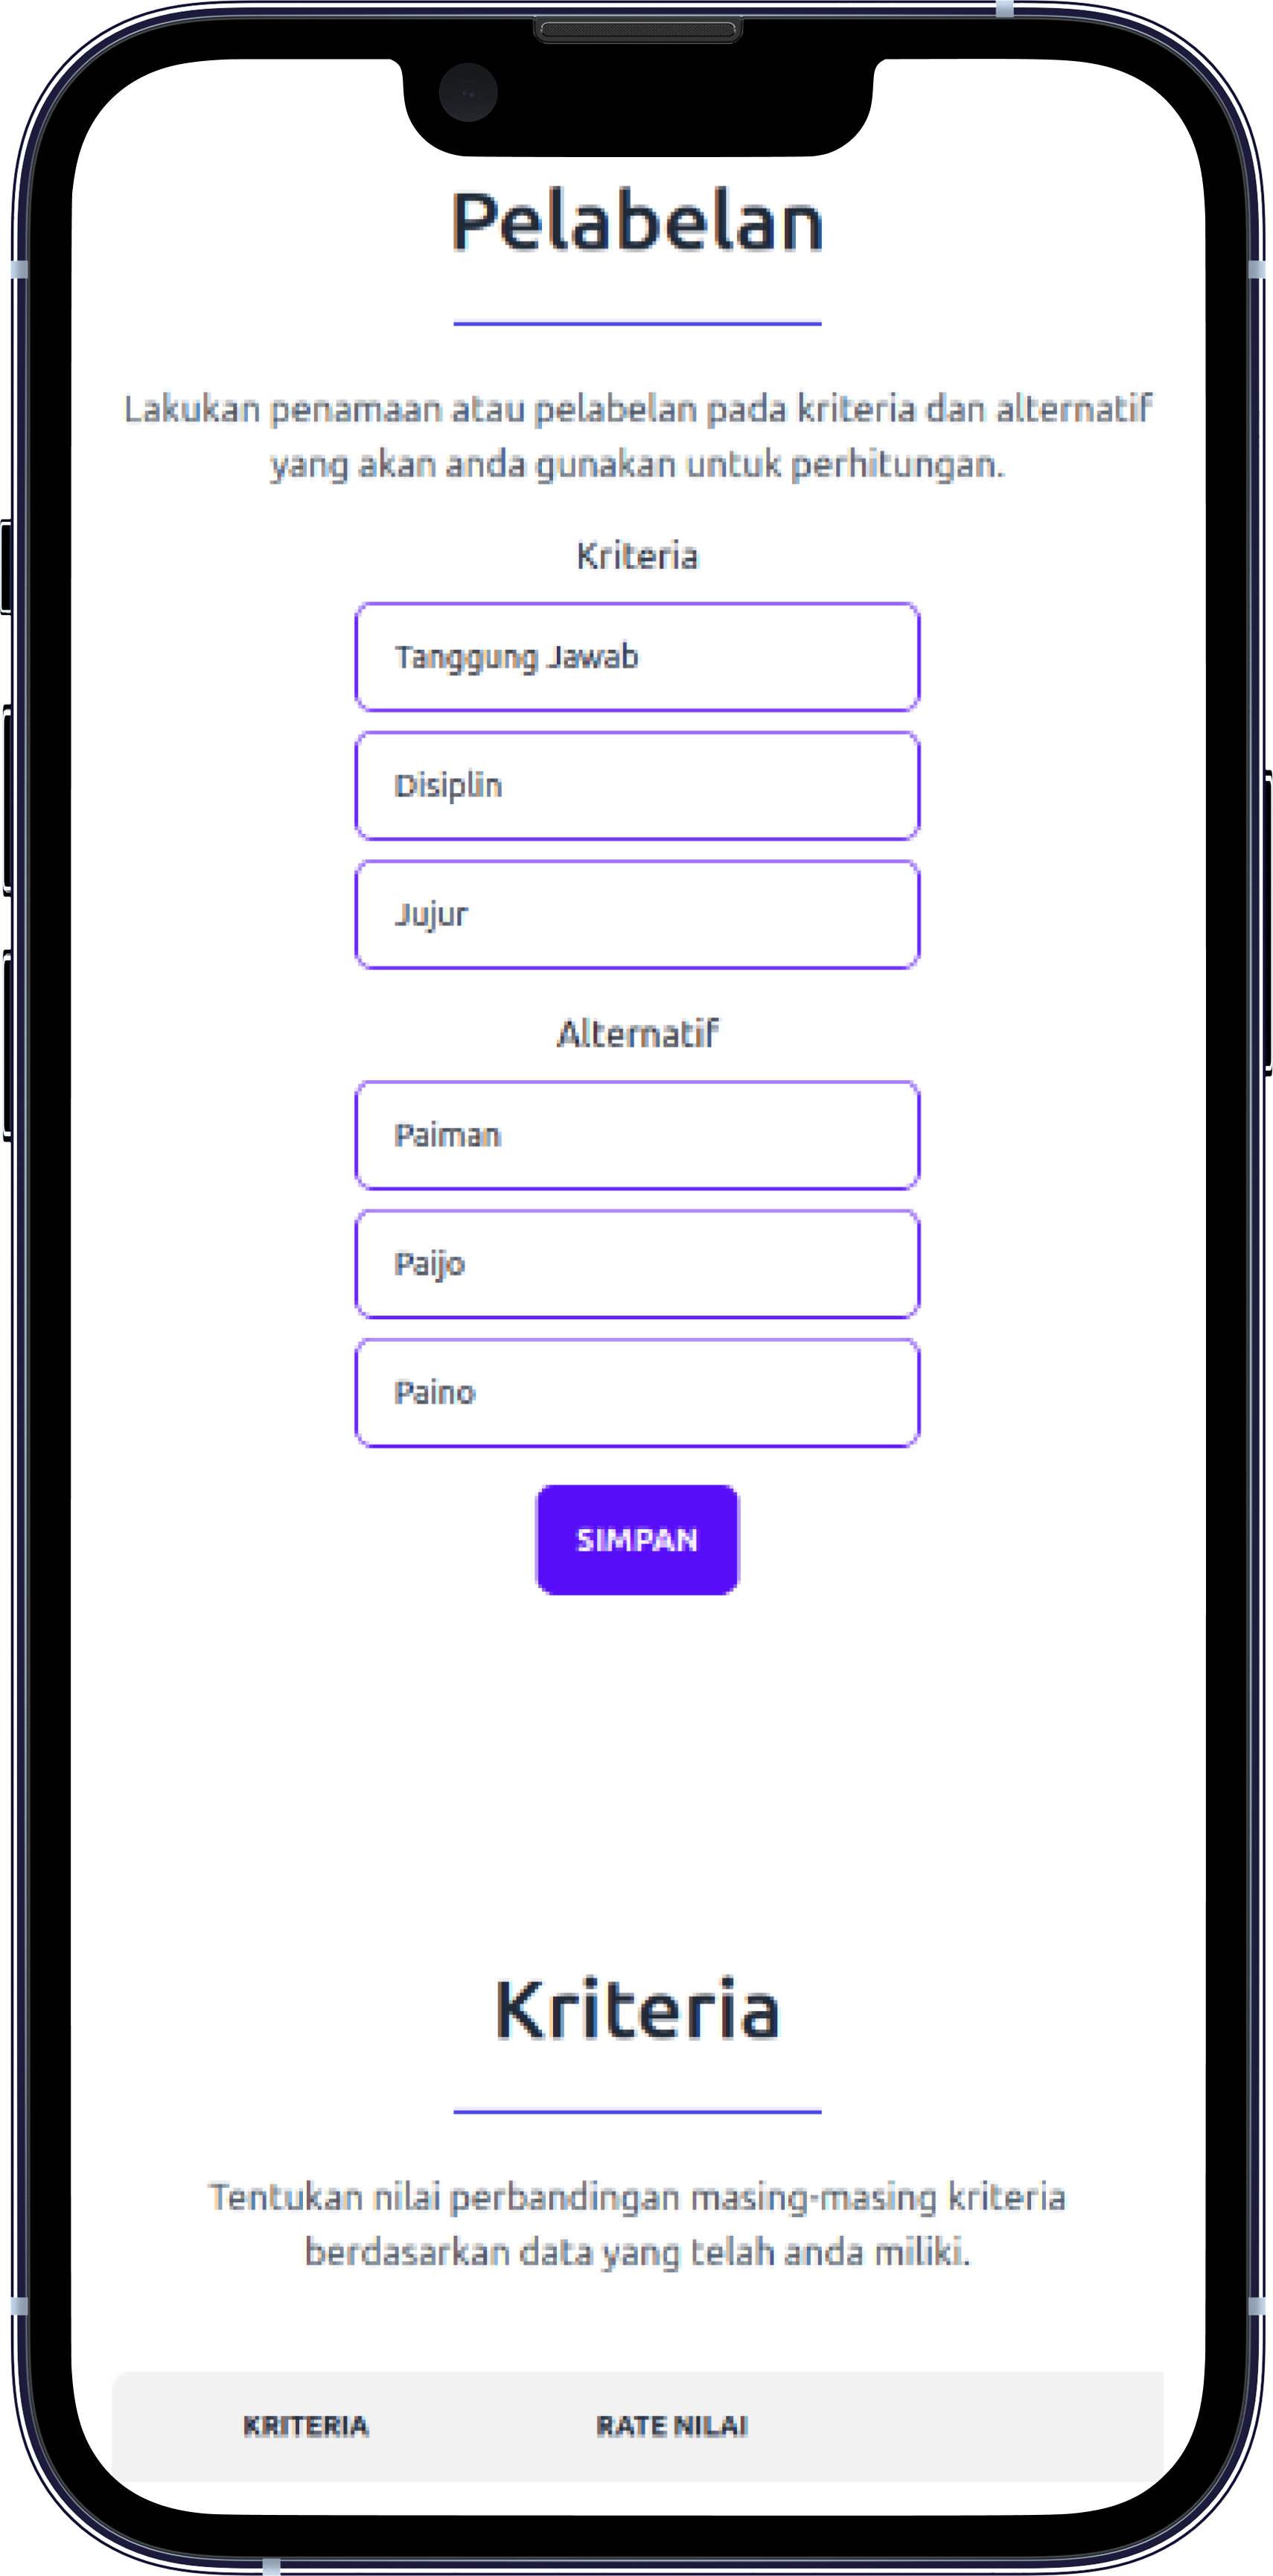 Pelabelan
Lakukan penamaan atau pelabelan pada kriteria dan alternatif
yang akan anda gunakan untuk perhitungan.
Kriteria
Tanggung Jawab
Disiplin
Jujur
Alternatif
Paiman
Paijo
Paino
SIMPAN
Kriteria
Tentukan nilai perbandingan masing-masing kriteria
berdasarkan data yang telah anda miliki.
KRITERIA RATE NILAI